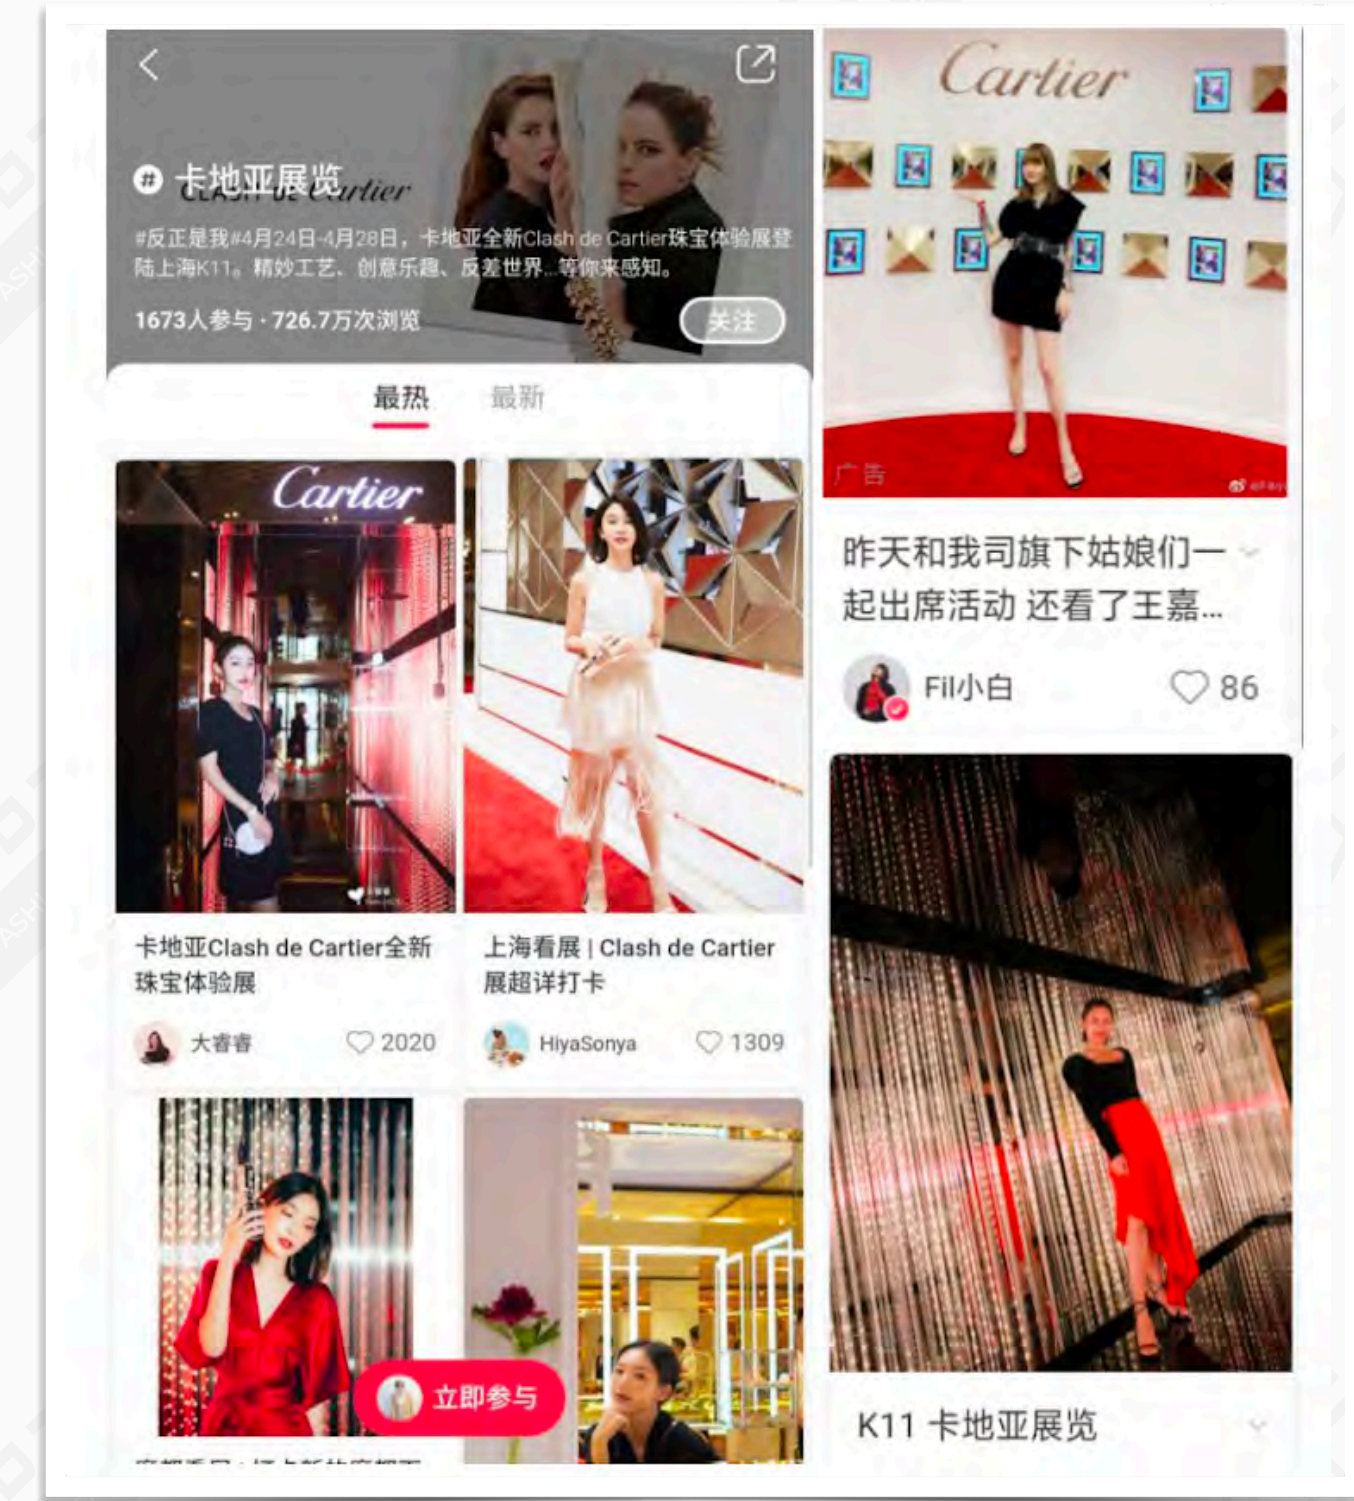 # 卡地亚展览
CLASH DE Cartier
#反正是我#4月24日-4月28日，卡地亚全新Clash de Cartier珠宝体验展登
陆上海K11。精妙工艺、创意乐趣、反差世界...等你来感知。
1673人参与 · 726.7万次浏览
关注
最热
最新
Cartier
卡地亚Clash de Cartier全新
珠宝体验展
大睿睿
2020
上海看展 | Clash de Cartier
展超详打卡
HiyaSonya
1309
立即参与
Cartier
广告
昨天和我司旗下姑娘们一
起出席活动 还看了王嘉...
Fil小白
86
K11 卡地亚展览